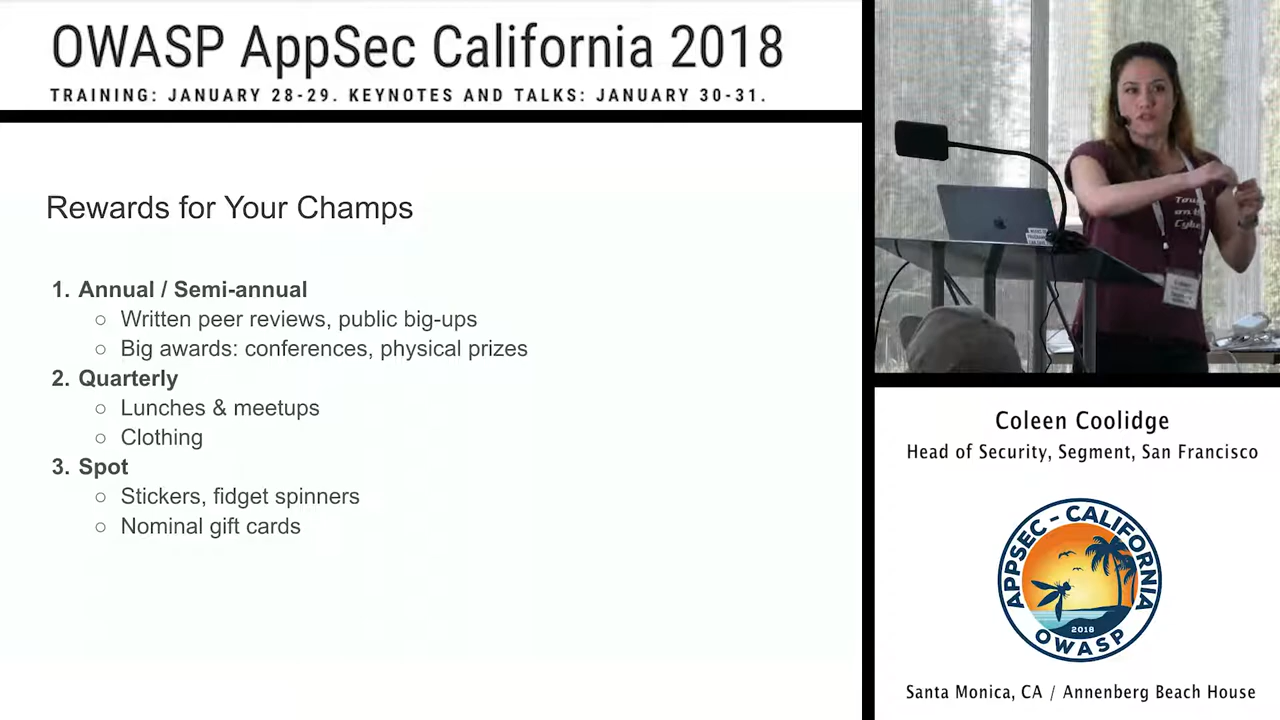 OWASP AppSec California 2018
TRAINING: JANUARY 28-29. KEYNOTES AND TALKS: JANUARY 30-31.
Rewards for Your Champs
1. Annual / Semi-annual
○ Written peer reviews, public big-ups
○ Big awards: conferences, physical prizes
2. Quarterly
○ Lunches & meetups
○ Clothing
3. Spot
○ Stickers, fidget spinners
○ Nominal gift cards
Coleen Coolidge
Head of Security, Segment, San Francisco
APPSEC - CALIFORNIA
2018
OWASP
Santa Monica, CA / Annenberg Beach House